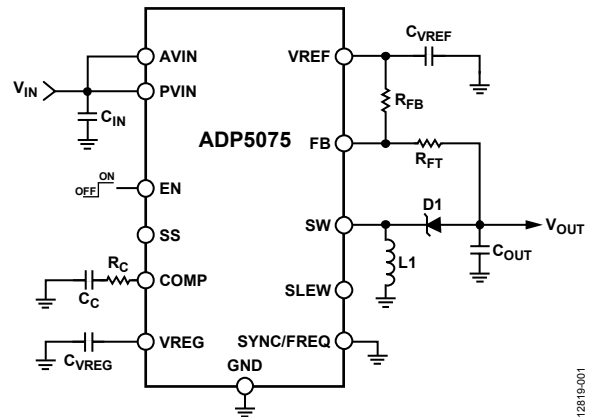 C_VREF
AVIN
VREF
V_IN
PVIN
R_FB
C_IN
ADP5075
FB
R_FT
ON
OFF
EN
D1
SS
SW
V_OUT
R_C
L1
C_OUT
COMP
SLEW
C_C
VREG
SYNC/FREQ
C_VREG
GND
12819-001